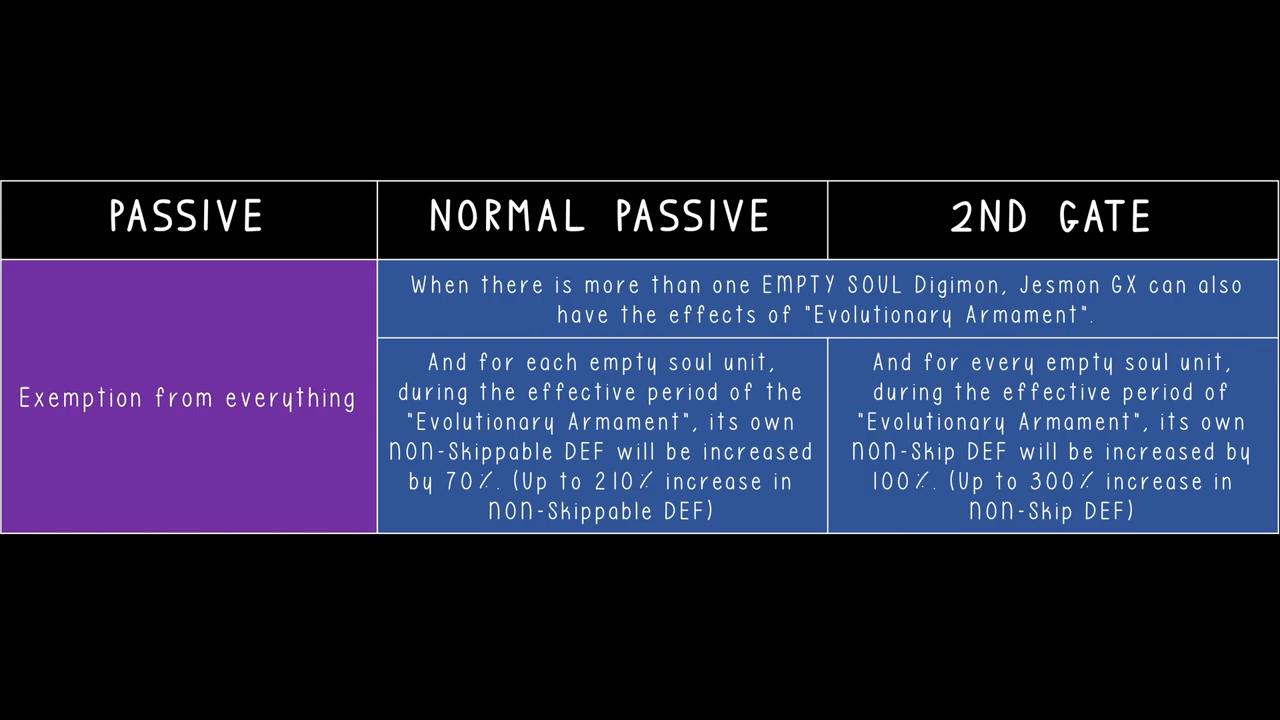 PASSIVE
NORMAL PASSIVE
2ND GATE
Exemption from everything
When there is more than one EMPTY SOUL Digimon, Jesmon GX can also
have the effects of "Evolutionary Armament".
And for each empty soul unit,
during the effective period of the
"Evolutionary Armament", its own
NON-Skippable DEF will be increased
by 70%. (Up to 210% increase in
NON-Skippable DEF)
And for every empty soul unit,
during the effective period of
"Evolutionary Armament", its own
NON-Skip DEF will be increased by
100%. (Up to 300% increase in
NON-Skip DEF)